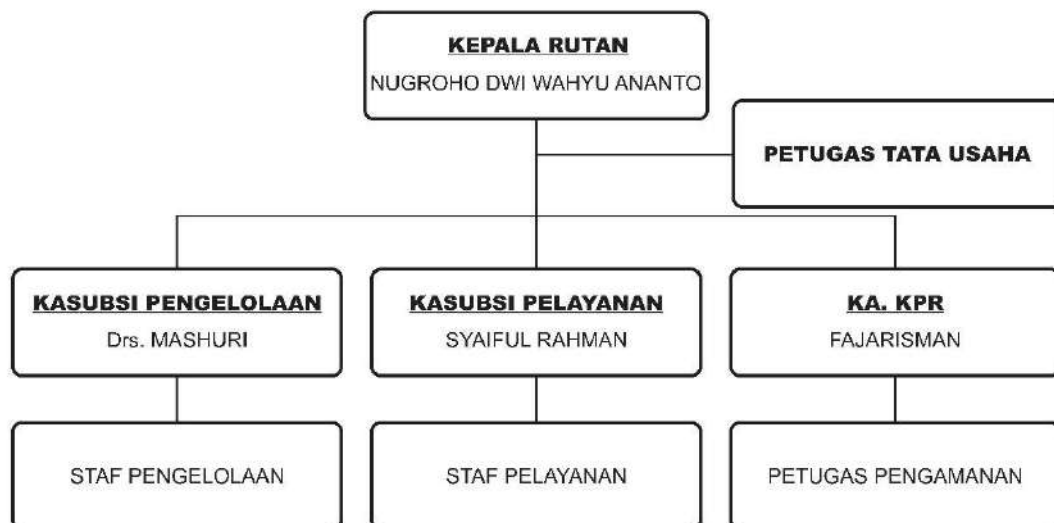 KEPALA RUTAN
NUGROHO DWI WAHYU ANANTO
PETUGAS TATA USAHA
KASUBSI PENGELOLAAN
Drs. MASHURI
KASUBSI PELAYANAN
SYAIFUL RAHMAN
KA. KPR
FAJARISMAN
STAF PENGELOLAAN
STAF PELAYANAN
PETUGAS PENGAMANAN